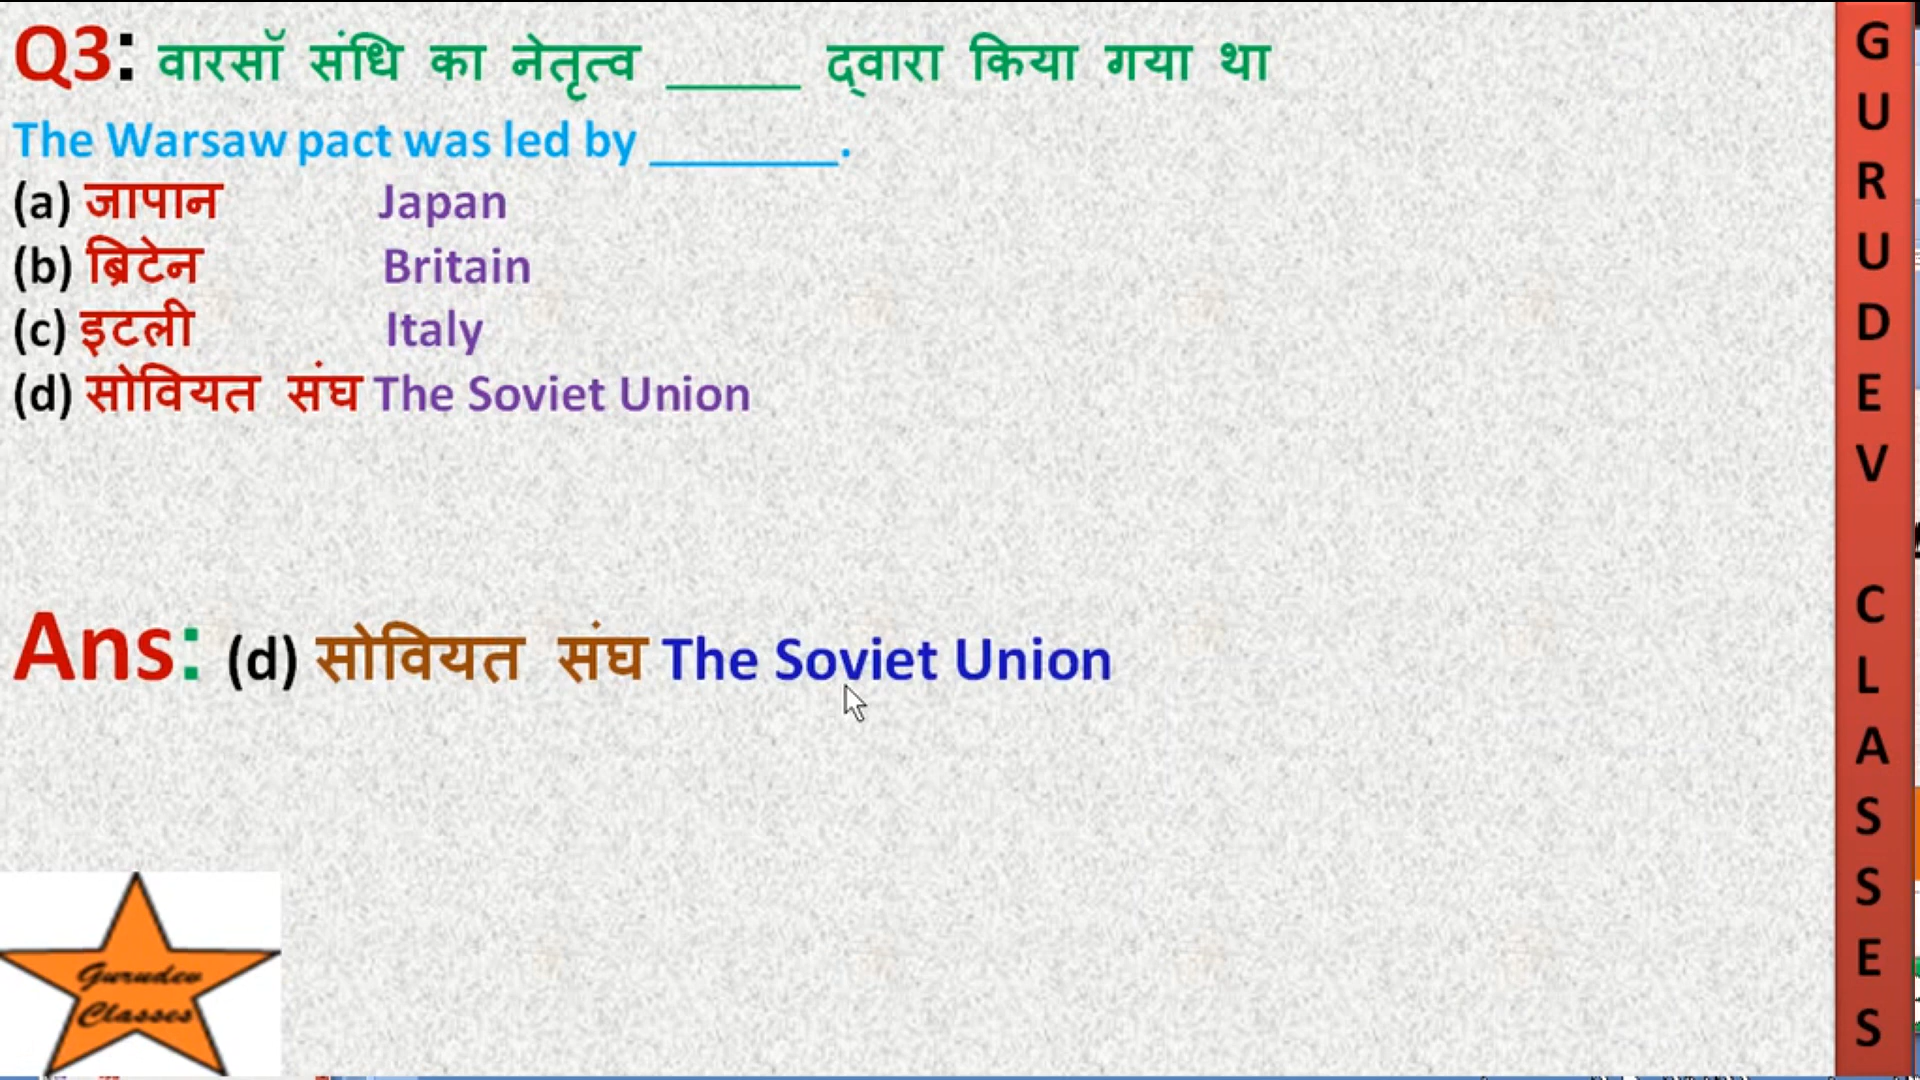 Q3: वारसॉ संधि का नेतृत्व _____ द्वारा किया गया था
The Warsaw pact was led by _______.
(a) जापान Japan
(b) ब्रिटेन Britain
(c) इटली Italy
(d) सोवियत संघ The Soviet Union
Ans: (d) सोवियत संघ The Soviet Union
Gurudev
Classes
GURUDEV CLASSES